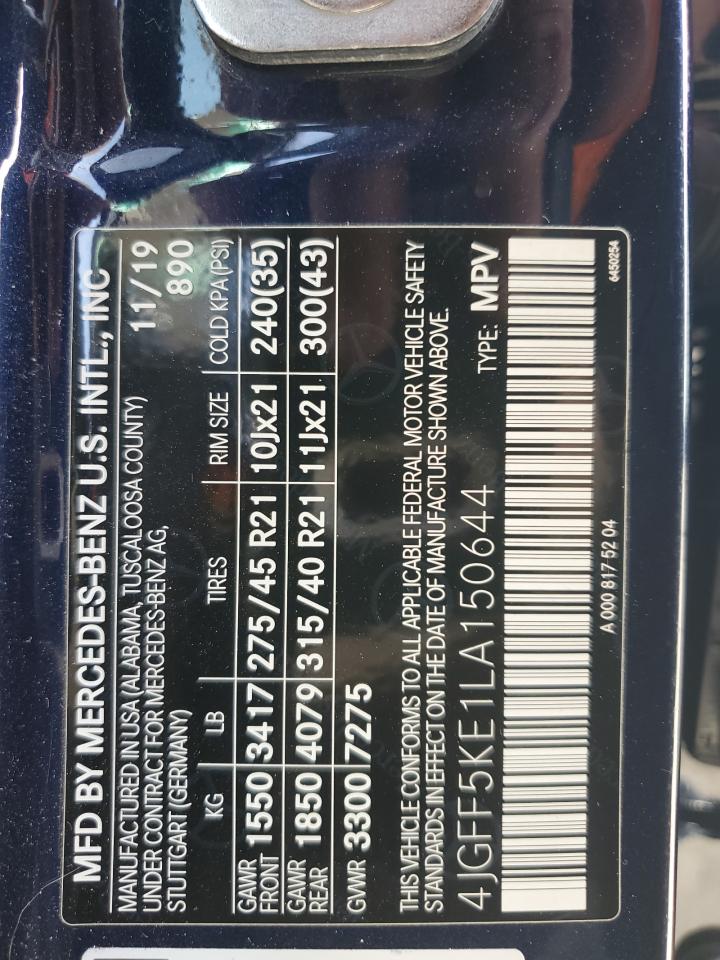 MFD BY MERCEDES-BENZ U.S. INTL., INC
MANUFACTURED IN USA (ALABAMA, TUSCALOOSA COUNTY) 11/19
UNDER CONTRACT FOR MERCEDES-BENZ AG, 890
STUTTGART (GERMANY)
KG LB TIRES RIM SIZE COLD KPA (PSI)
GAWR FRONT 1550 3417 275/45 R21 10Jx21 240(35)
GAWR REAR 1850 4079 315/40 R21 11Jx21 300(43)
GVWR 3300 7275
THIS VEHICLE CONFORMS TO ALL APPLICABLE FEDERAL MOTOR VEHICLE SAFETY
STANDARDS IN EFFECT ON THE DATE OF MANUFACTURE SHOWN ABOVE.
4JGFF5KE1LA150644 TYPE: MPV
A 000 817 52 04 6450254